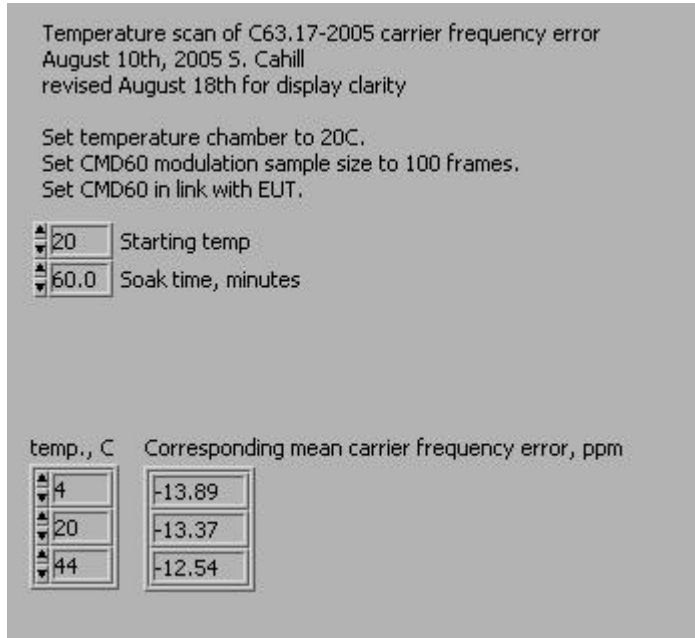 Temperature scan of C63.17-2005 carrier frequency error
August 10th, 2005 S. Cahill
revised August 18th for display clarity
Set temperature chamber to 20C.
Set CMD60 modulation sample size to 100 frames.
Set CMD60 in link with EUT.
20 Starting temp
60.0 Soak time, minutes
temp., C Corresponding mean carrier frequency error, ppm
4 -13.89
20 -13.37
44 -12.54